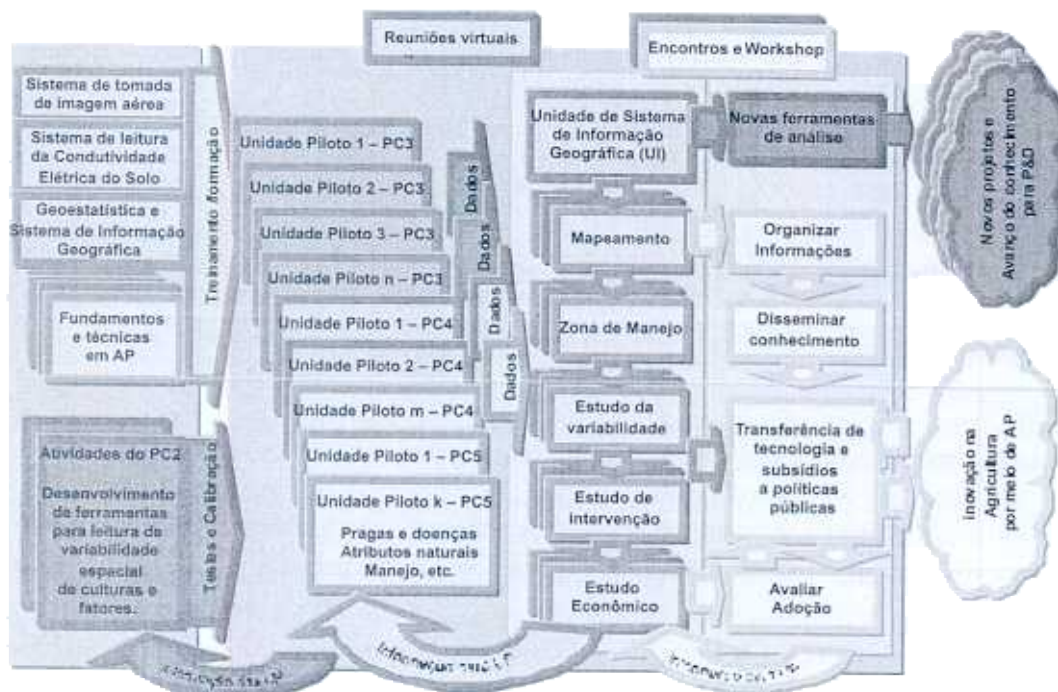 Reuniões virtuais
Encontros e Workshop
Sistema de tomada
de imagem aérea
Sistema de leitura
da Condutividade
Elétrica do Solo
Geoestatística e
Sistema de Informação
Geográfica
Fundamentos
e técnicas
em AP
Treinamento &formação
Atividades do PC2
Desenvolvimento
de ferramentas
para leitura da
variabilidade
espacial
de culturas e
fatores.
Testes e Calibração
Unidade Piloto 1 – PC3
Unidade Piloto 2 – PC3
Unidade Piloto 3 – PC3
Unidade Piloto n – PC3
Unidade Piloto 1 – PC4
Unidade Piloto 2 – PC4
Unidade Piloto m – PC4
Unidade Piloto 1 – PC5
Unidade Piloto k – PC5
Pragas e doenças
Atributos naturais
Manejo, etc.
Dados
Dados
Dados
Dados
Unidade de Sistema
de Informação
Geográfica (UI)
Mapeamento
Zona de Manejo
Estudo da
variabilidade
Estudo de
Intervenção
Estudo
Econômico
Novas ferramentas
de análise
Organizar
Informações
Disseminar
conhecimento
Transferência de
tecnologia e
subsídios
a políticas
públicas
Avaliar
Adoção
Novos projetos e
Avanço do conhecimento
para P&D
Inovação na
Agricultura
por meio de AP